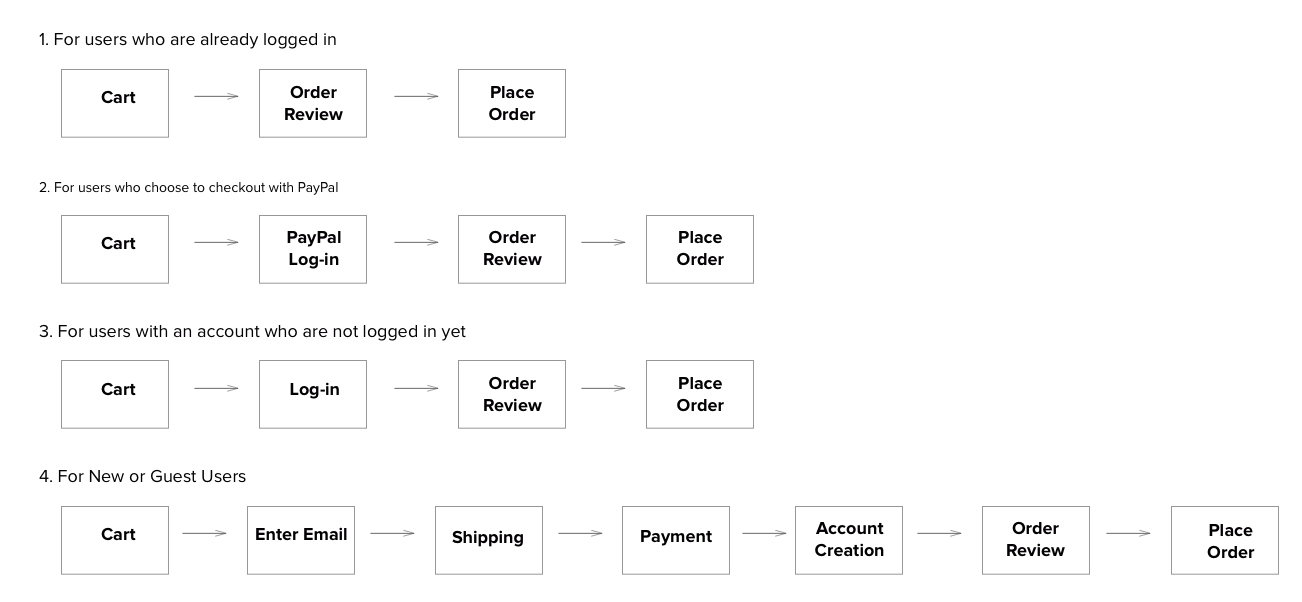 1. For users who are already logged in
Cart
Order
Review
Place
Order
2. For users who choose to checkout with PayPal
Cart
PayPal
Log-in
Order
Review
Place
Order
3. For users with an account who are not logged in yet
Cart
Log-in
Order
Review
Place
Order
4. For New or Guest Users
Cart
Enter Email
Shipping
Payment
Account
Creation
Order
Review
Place
Order